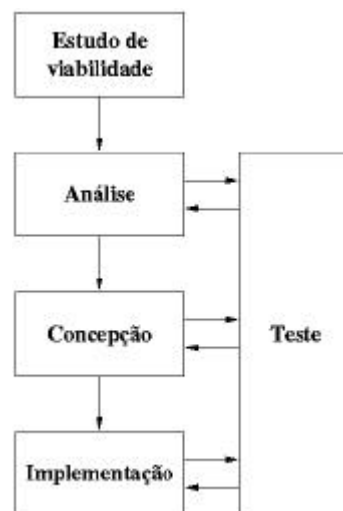 Estudo de
viabilidade
Análise
Concepção
Teste
Implementação